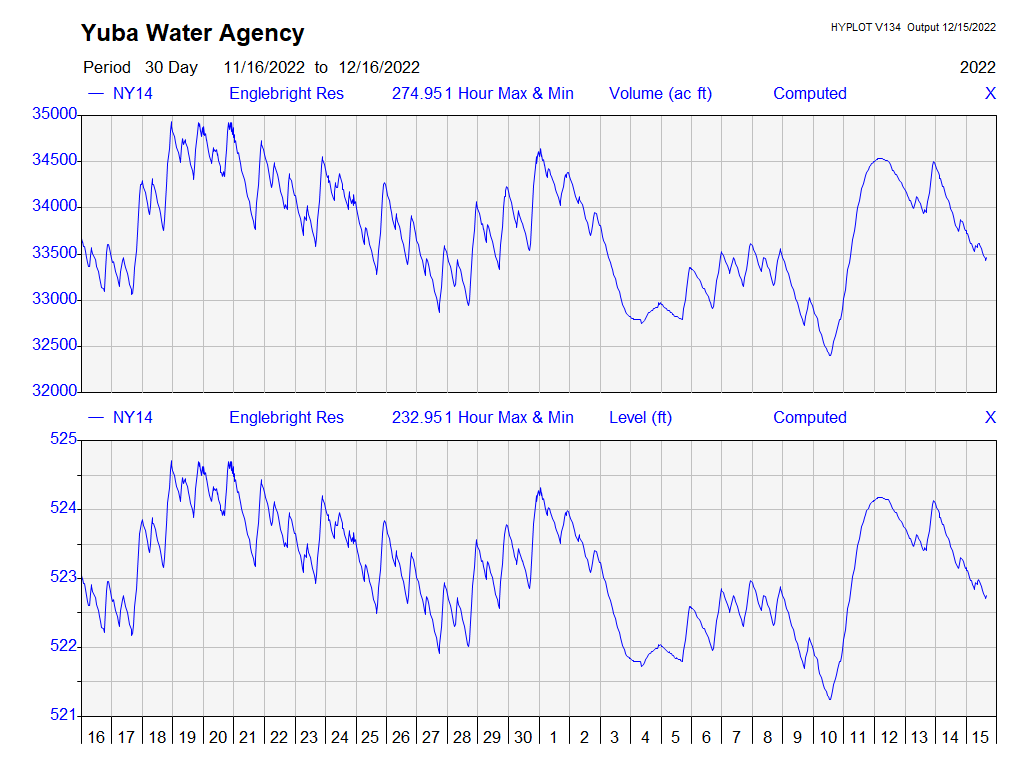 Yuba Water Agency
HYPLOT V134 Output 12/15/2022
Period 30 Day 11/16/2022 to 12/16/2022 2022
NY14 Englebright Res 274.951 Hour Max & Min Volume (ac ft) Computed X
35000
34500
34000
33500
33000
32500
32000
NY14 Englebright Res 232.951 Hour Max & Min Level (ft) Computed X
525
524
523
522
521
16 17 18 19 20 21 22 23 24 25 26 27 28 29 30 1 2 3 4 5 6 7 8 9 10 11 12 13 14 15